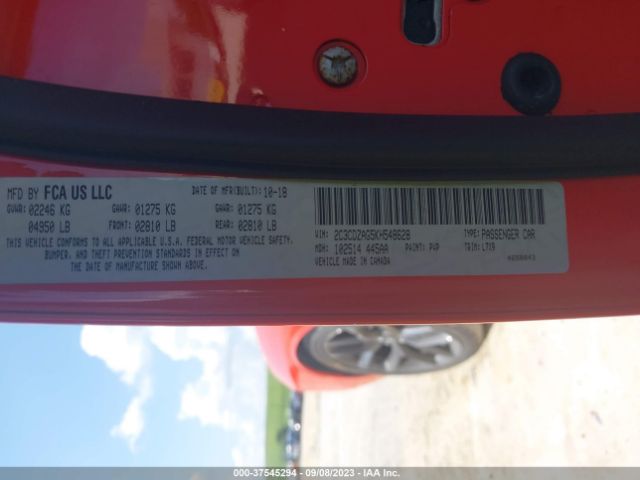 MFD BY FCA US LLC DATE OF MFR(BUILT): 10-18
GVWR: 02246 KG GAWR: 01275 KG GAWR: 01275 KG
04950 LB FRONT: 02810 LB REAR: 02810 LB
THIS VEHICLE CONFORMS TO ALL APPLICABLE U.S.A. FEDERAL MOTOR VEHICLE SAFETY,
BUMPER, AND THEFT PREVENTION STANDARDS IN EFFECT ON
THE DATE OF MANUFACTURE SHOWN ABOVE.
VIN: 2C3CDZAG5KH548628 TYPE: PASSENGER CAR
MDH: 102514 445AA PAINT: PVP TRIM: L7X9
VEHICLE MADE IN CANADA
000-37545294 - 09/08/2023 - IAA Inc.